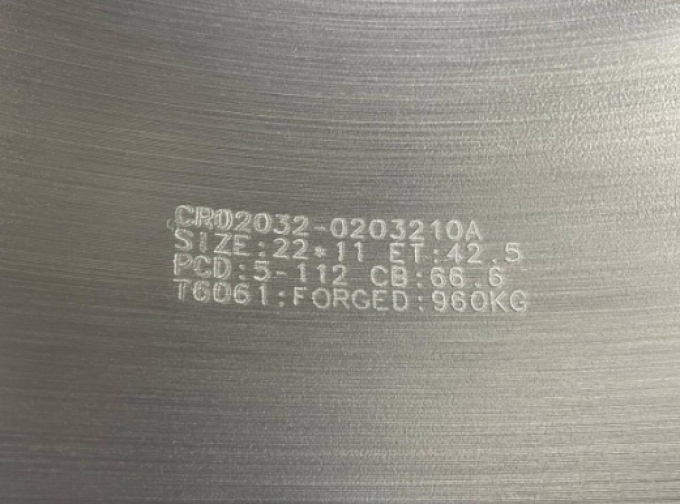 CR02032-0203210A
SIZE:22*11 ET:42.5
PCD:5-112 CB:66.6
T6061:FORGED:960KG